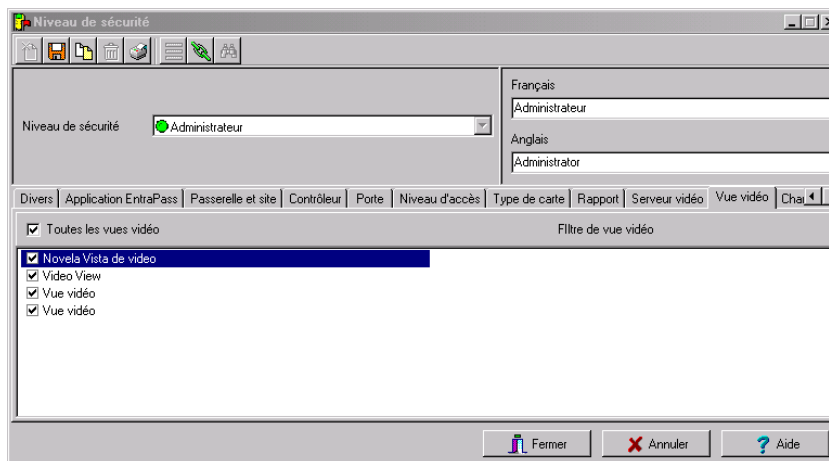 Niveau de sécurité
Français
Administrateur
Niveau de sécurité Administrateur
Anglais
Administrator
Divers Application EntraPass Passerelle et site Contrôleur Porte Niveau d'accès Type de carte Rapport Serveur vidéo Vue vidéo
Toutes les vues vidéo FIltre de vue vidéo
Novela Vista de video
Video View
Vue vidéo
Vue vidéo
Fermer Annuler Aide